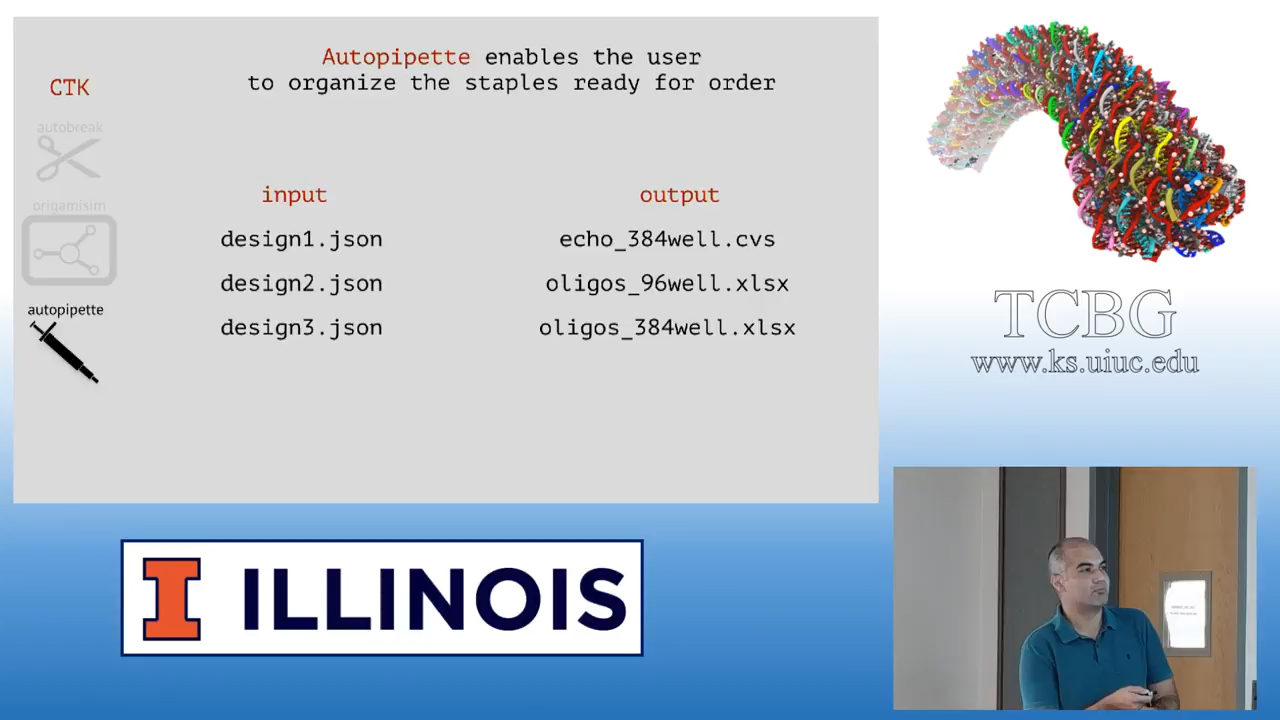 Autopipette enables the user
to organize the staples ready for order
CTK
autobreak
origamisim
autopipette
input
output
design1.json
echo_384well.cvs
design2.json
oligos_96well.xlsx
design3.json
oligos_384well.xlsx
TCBG
www.ks.uiuc.edu
I ILLINOIS